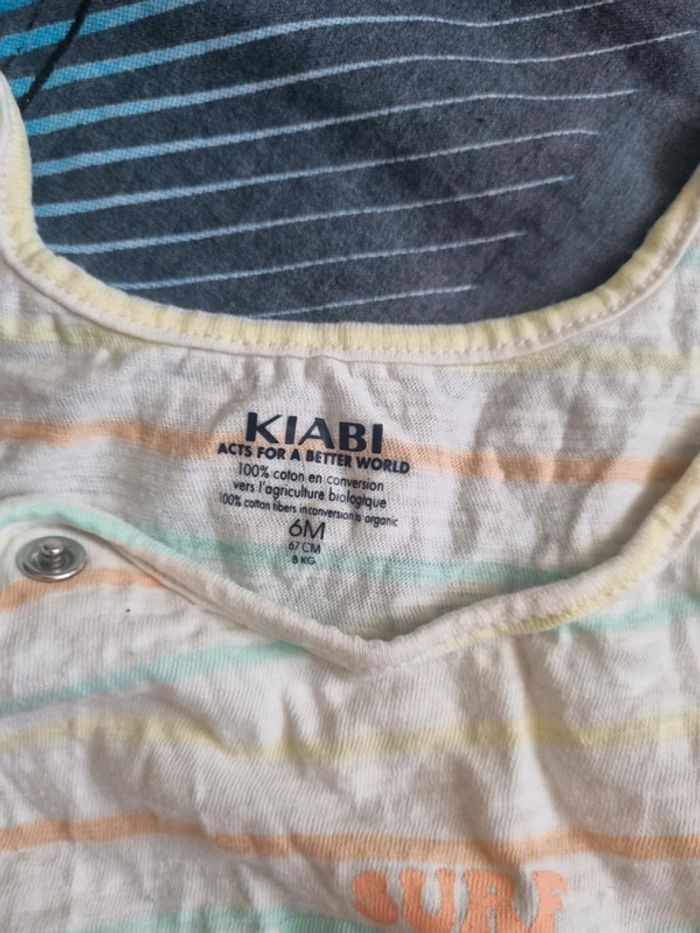 KIABI
ACTS FOR A BETTER WORLD
100% coton en conversion
vers l'agriculture biologique
100% cotton fibers in conversion to organic
6M
67 CM
8 KG
SURF